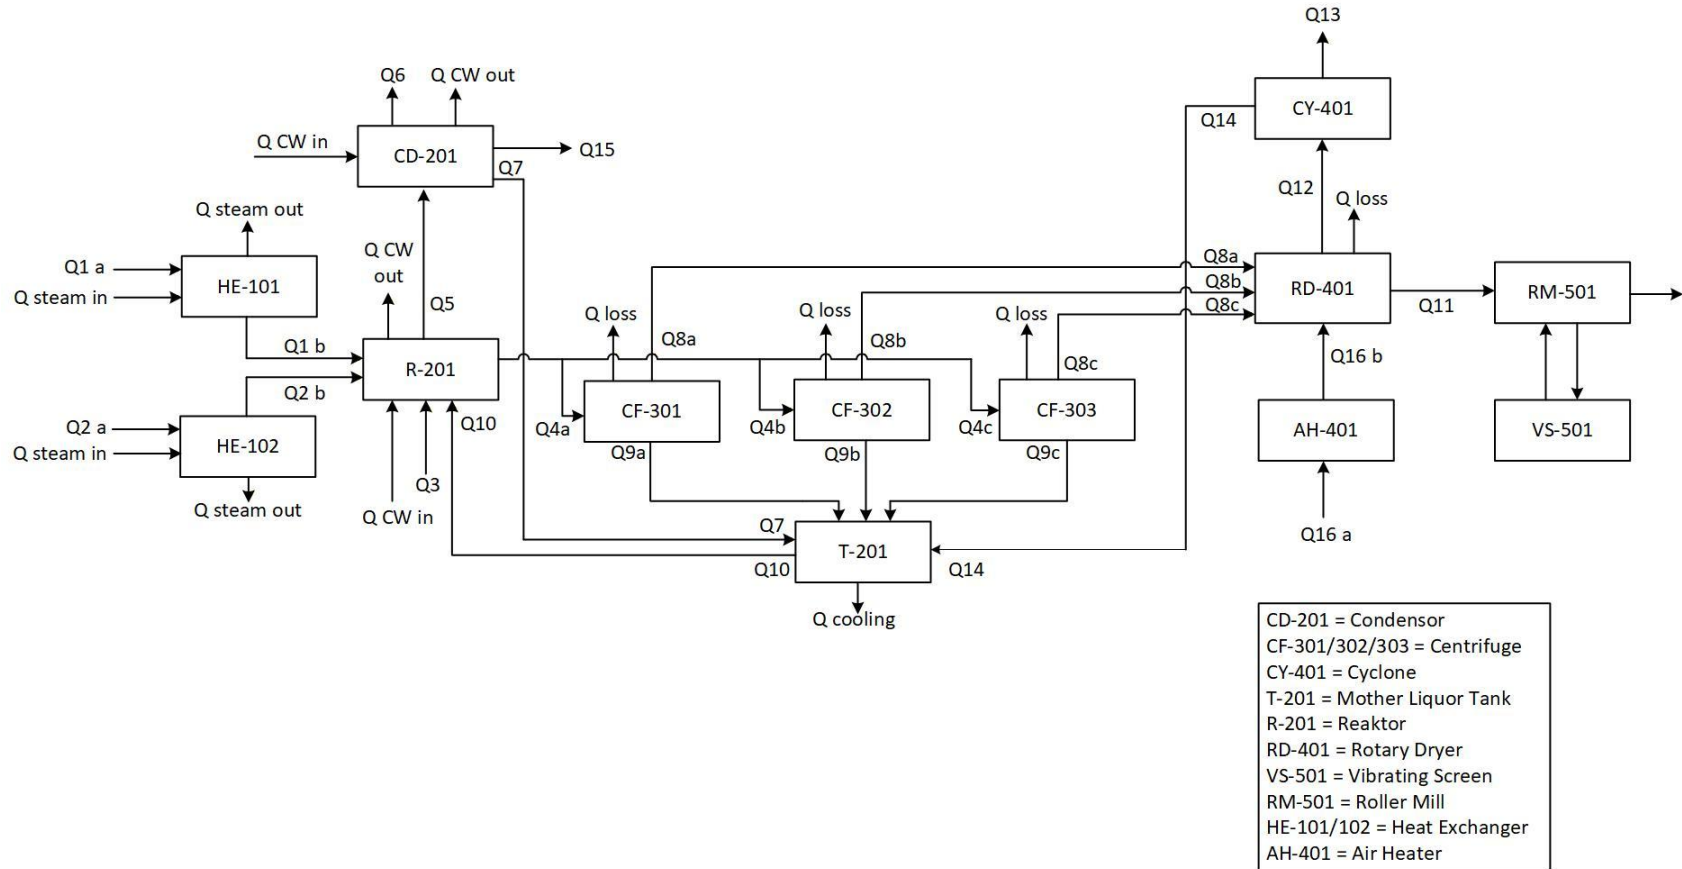 Q13
CY-401
Q14
Q6
Q CW out
Q CW in
CD-201
Q15
Q7
Q12
Q loss
Q steam out
Q1 a
Q steam in
HE-101
Q CW
out
Q5
Q1 b
Q8a
Q8b
Q8c
RD-401
Q11
RM-501
Q loss
Q8a
Q loss
Q8b
Q loss
Q8c
R-201
Q2 b
Q16 b
Q2 a
Q steam in
HE-102
Q steam out
Q10
Q3
Q CW in
Q4a
CF-301
Q9a
Q4b
CF-302
Q9b
Q4c
CF-303
Q9c
AH-401
VS-501
Q16 a
Q7
T-201
Q10
Q14
Q cooling
CD-201 = Condensor
CF-301/302/303 = Centrifuge
CY-401 = Cyclone
T-201 = Mother Liquor Tank
R-201 = Reaktor
RD-401 = Rotary Dryer
VS-501 = Vibrating Screen
RM-501 = Roller Mill
HE-101/102 = Heat Exchanger
AH-401 = Air Heater